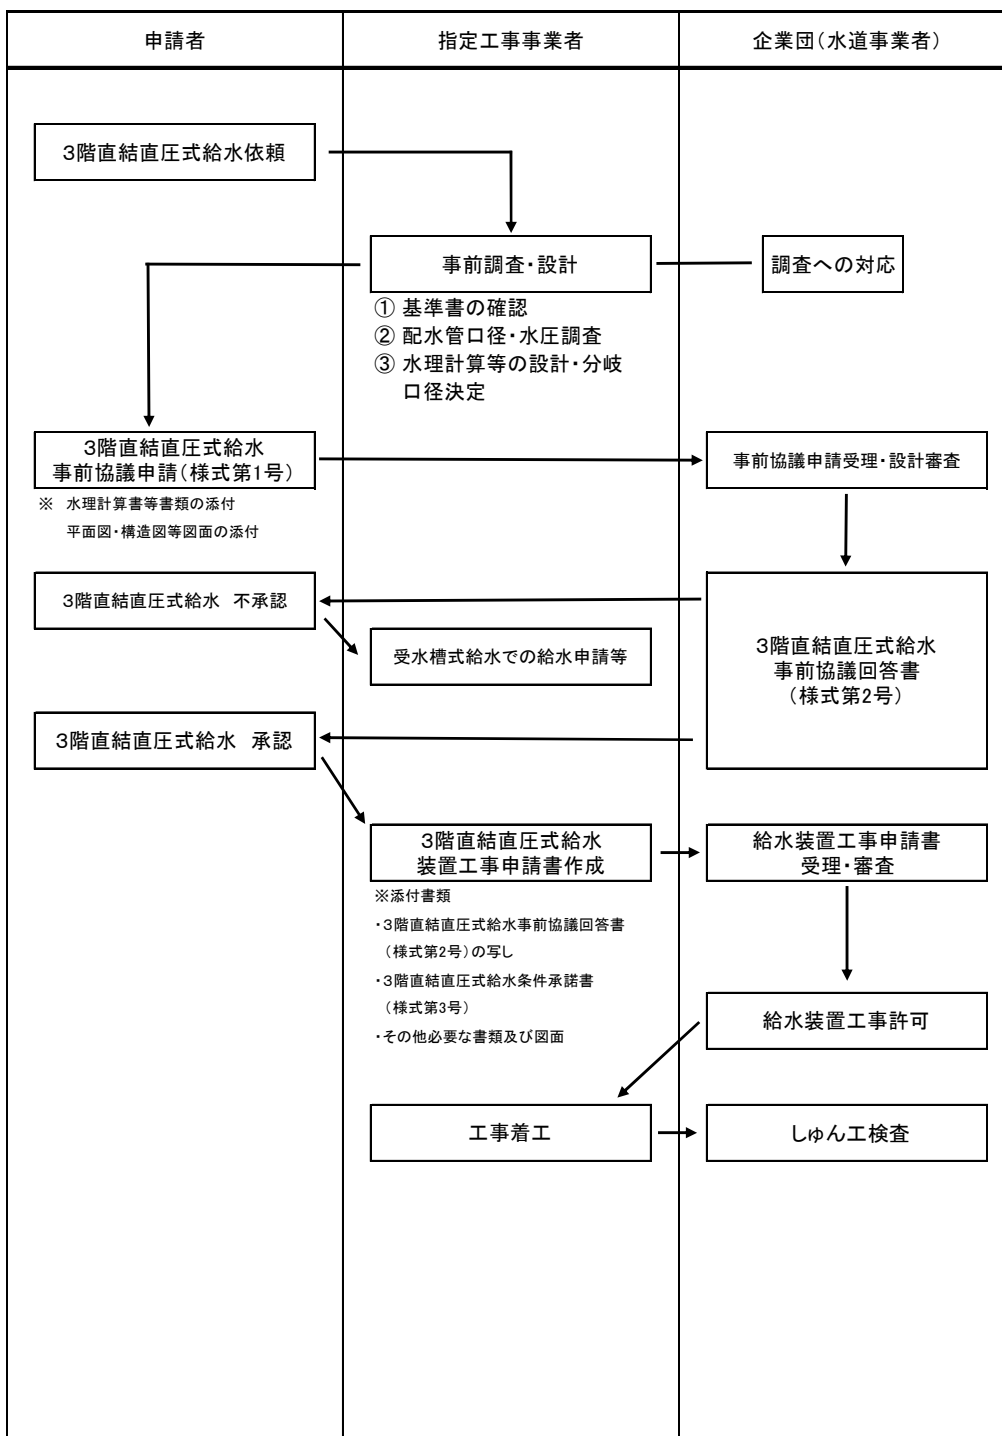 申請者
指定工事事業者
企業団（水道事業者）
3階直結直圧式給水依頼
事前調査・設計
調査への対応
① 基準書の確認
② 配水管口径・水圧調査
③ 水理計算等の設計・分岐
口径決定
3階直結直圧式給水
事前協議申請（様式第1号）
事前協議申請受理・設計審査
※　水理計算書等書類の添付
平面図・構造図等図面の添付
3階直結直圧式給水　不承認
受水槽式給水での給水申請等
3階直結直圧式給水
事前協議回答書
（様式第2号）
3階直結直圧式給水　承認
3階直結直圧式給水
装置工事申請書作成
給水装置工事申請書
受理・審査
※添付書類
・3階直結直圧式給水事前協議回答書
（様式第2号）の写し
・3階直結直圧式給水条件承諾書
（様式第3号）
・その他必要な書類及び図面
給水装置工事許可
工事着工
しゅん工検査